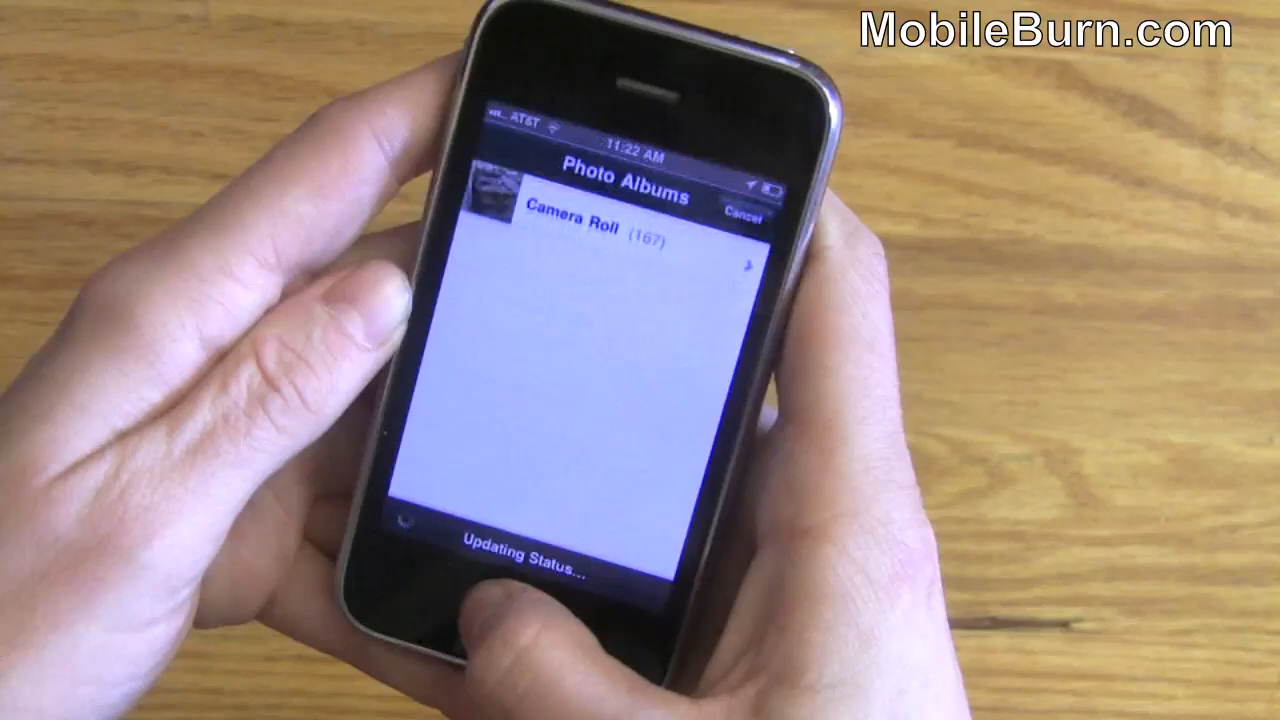 MobileBurn.com
AT&T
11:22 AM
Photo Albums
Cancel
Camera Roll (167)
Updating Status...